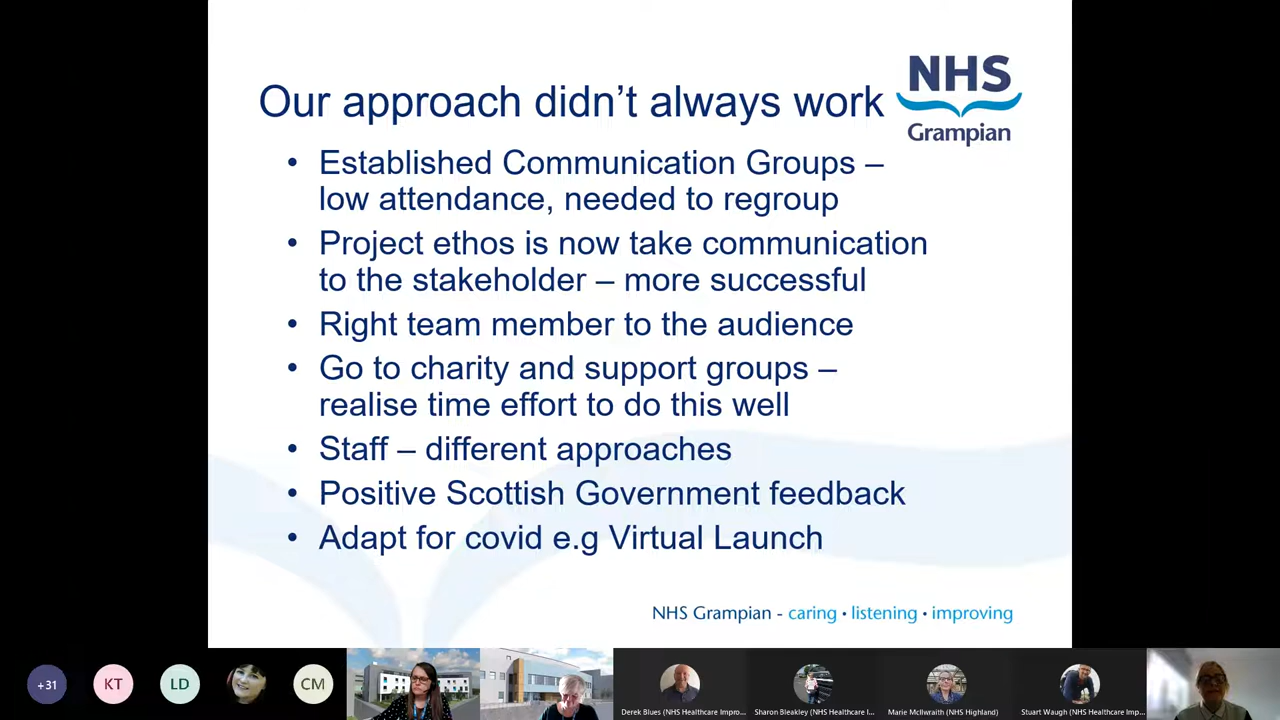 Our approach didn't always work
NHS
Grampian
• Established Communication Groups –
low attendance, needed to regroup
• Project ethos is now take communication
to the stakeholder – more successful
• Right team member to the audience
• Go to charity and support groups –
realise time effort to do this well
• Staff – different approaches
• Positive Scottish Government feedback
• Adapt for covid e.g Virtual Launch
NHS Grampian - caring • listening • improving
+31
KT
LD
CM
Derek Blues (NHS Healthcare Impro...
Sharon Bleakley (NHS Healthcare I...
Marie McIlwraith (NHS Highland)
Stuart Waugh (NHS Healthcare Imp...